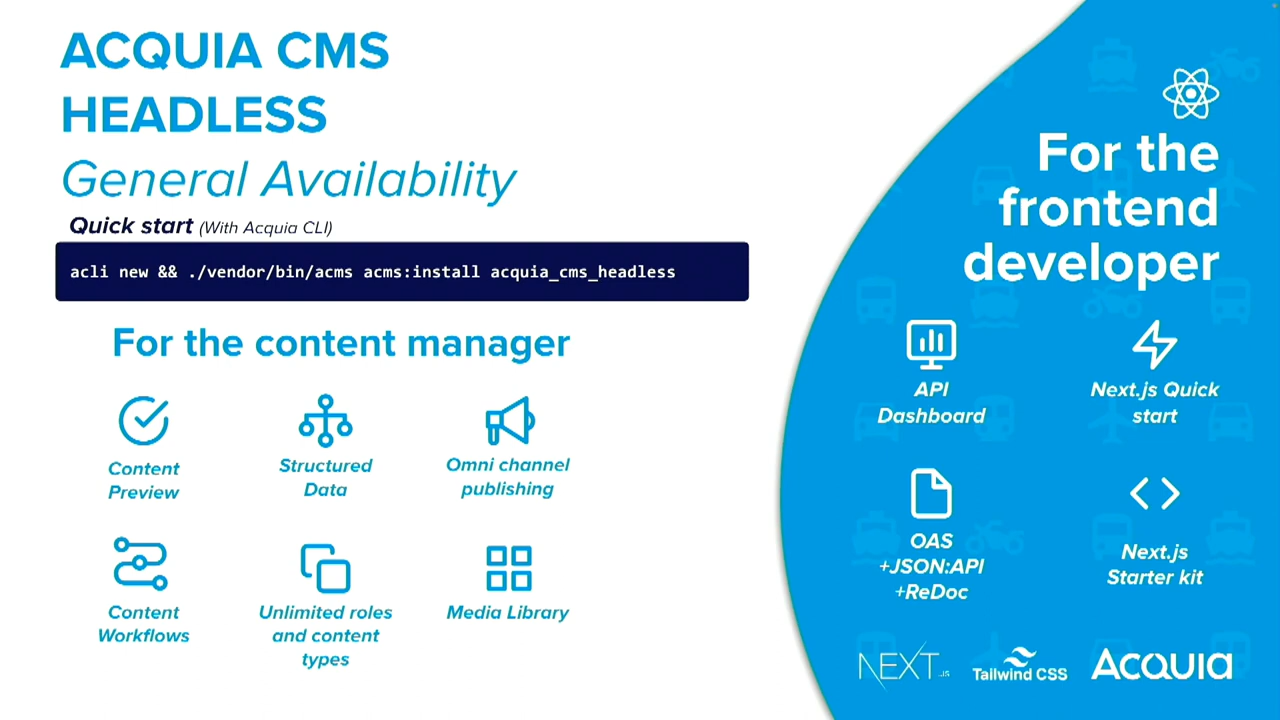 ACQUIA CMS
HEADLESS
General Availability
Quick start (With Acquia CLI)
acli new && ./vendor/bin/acms acms:install acquia_cms_headless
For the content manager
Content
Preview
Structured
Data
Omni channel
publishing
Content
Workflows
Unlimited roles
and content
types
Media Library
For the
frontend
developer
API
Dashboard
Next.js Quick
start
OAS
+JSON:API
+ReDoc
Next.js
Starter kit
NEXT.JS
Tailwind CSS
ACQUIA